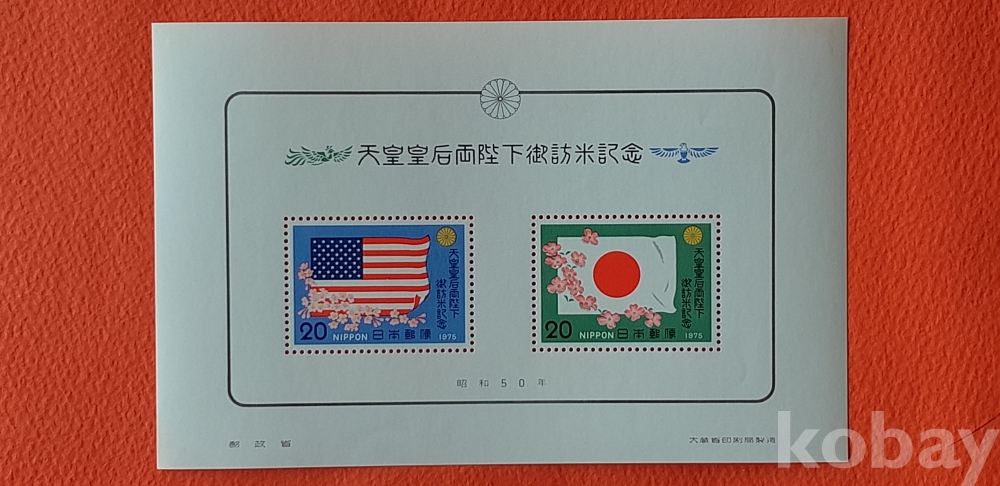 天皇皇后両陛下御訪米記念
天皇皇后両陛下
御訪米記念
20 NIPPON 日本郵便 1975
天皇皇后両陛下
御訪米記念
20 NIPPON 日本郵便 1975
昭和50年
郵政省
大蔵省印刷局製造
kobay